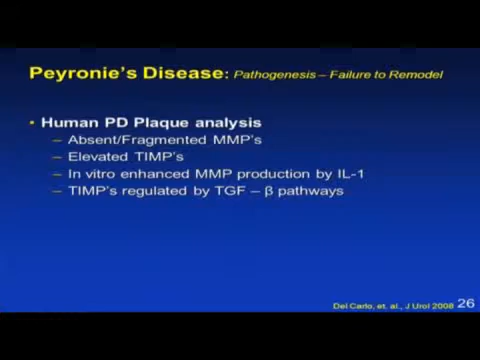 Peyronie's Disease: Pathogenesis – Failure to Remodel
• Human PD Plaque analysis
– Absent/Fragmented MMP's
– Elevated TIMP's
– In vitro enhanced MMP production by IL-1
– TIMP's regulated by TGF – β pathways
Del Carlo, et. al., J Urol 2008 26